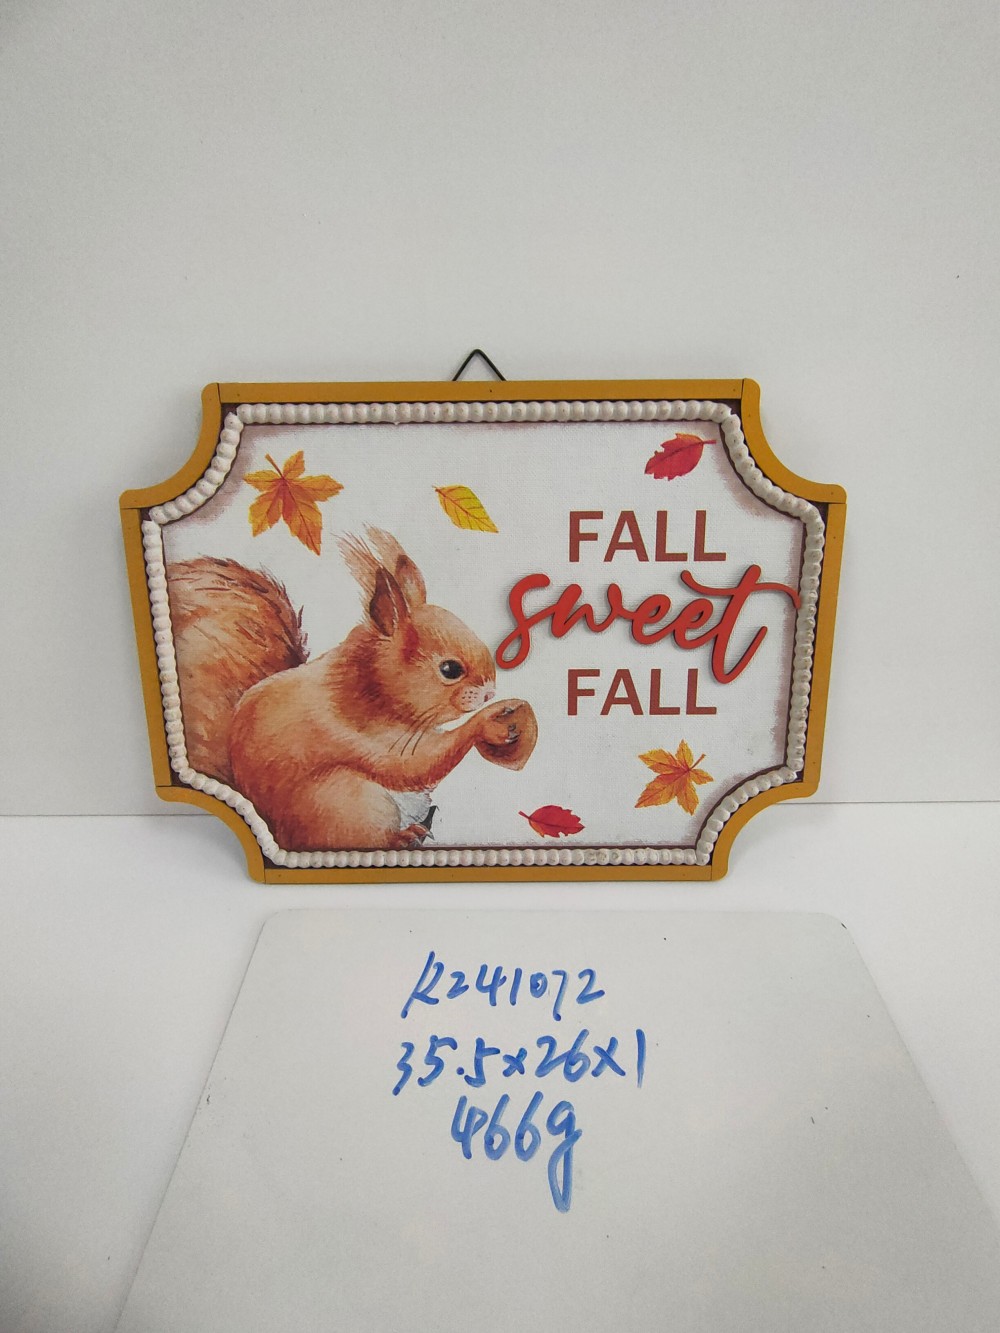 FALL
sweet
FALL
R241072
35.5x26x1
466g